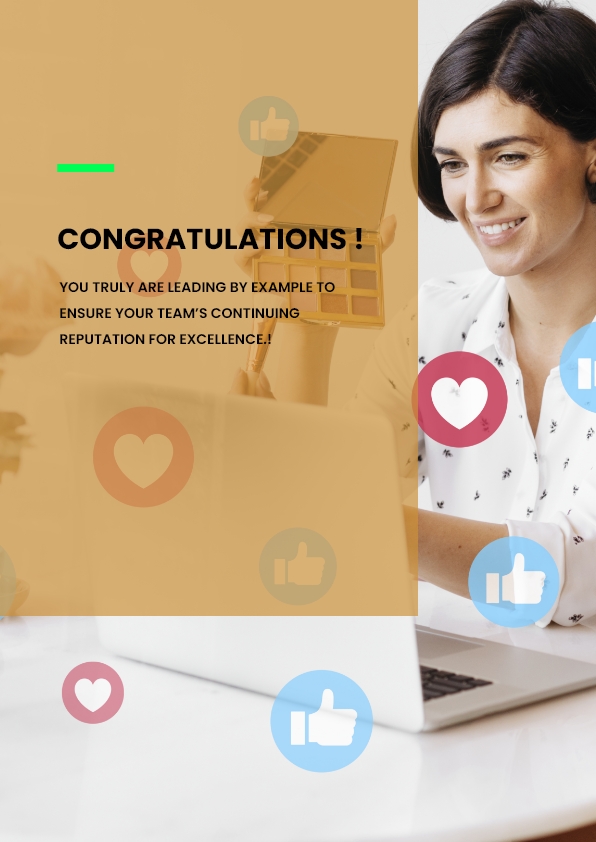 CONGRATULATIONS !
YOU TRULY ARE LEADING BY EXAMPLE TO
ENSURE YOUR TEAM’S CONTINUING
REPUTATION FOR EXCELLENCE.!